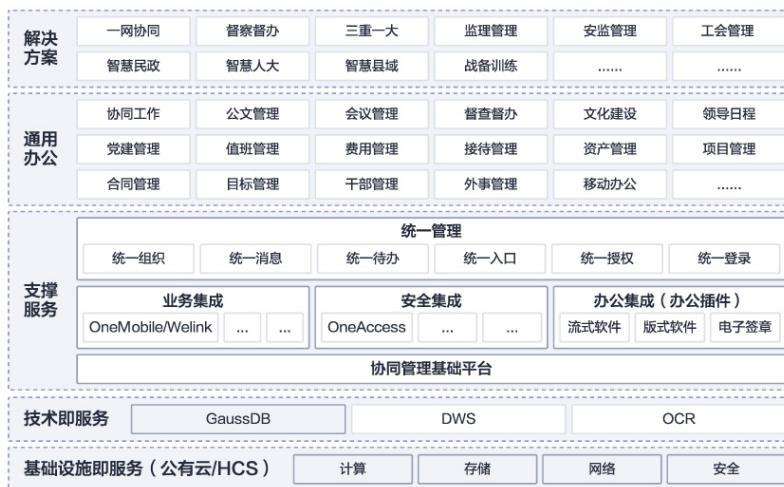 解决方案
一网协同 督察督办 三重一大 监理管理 安监管理 工会管理
智慧民政 智慧人大 智慧县域 战备训练 ...... ......
通用办公
协同工作 公文管理 会议管理 督查督办 文化建设 领导日程
党建管理 值班管理 费用管理 接待管理 资产管理 项目管理
合同管理 目标管理 干部管理 外事管理 移动办公 ......
支撑服务
统一管理
统一组织 统一消息 统一待办 统一入口 统一授权 统一登录
业务集成 安全集成 办公集成（办公插件）
OneMobile/Welink ... ... OneAccess ... ... 流式软件 版式软件 电子签章
协同管理基础平台
技术即服务 GaussDB DWS OCR
基础设施即服务（公有云/HCS） 计算 存储 网络 安全